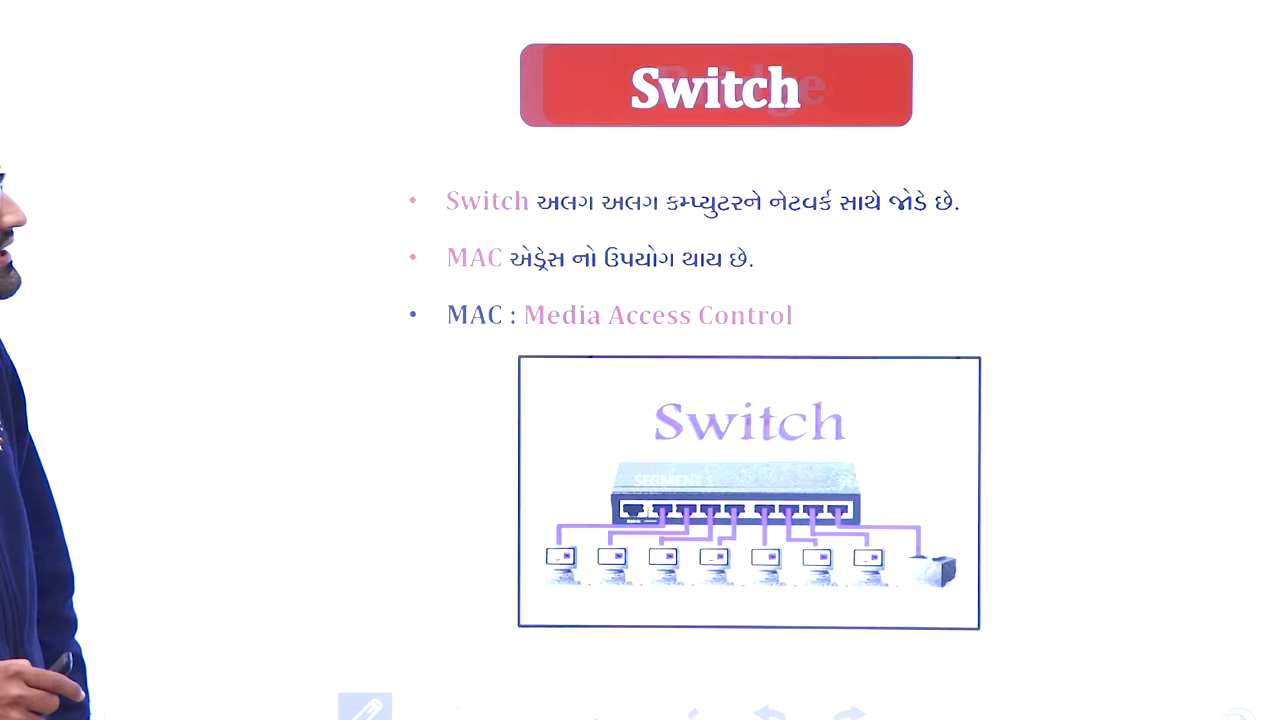 Switch
• Switch અલગ અલગ કમ્પ્યુટરને નેટવર્ક સાથે જોડે છે.
• MAC એડ્રેસ નો ઉપયોગ થાય છે.
• MAC : Media Access Control
Switch
SEGMENT 1